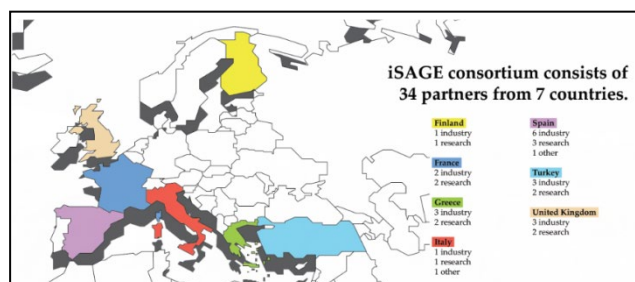 iSAGE consortium consists of
34 partners from 7 countries.
Finland
1 industry
1 research
France
2 industry
2 research
Greece
3 industry
2 research
Italy
1 industry
1 research
1 other
Spain
6 industry
3 research
1 other
Turkey
3 industry
2 research
United Kingdom
3 industry
2 research